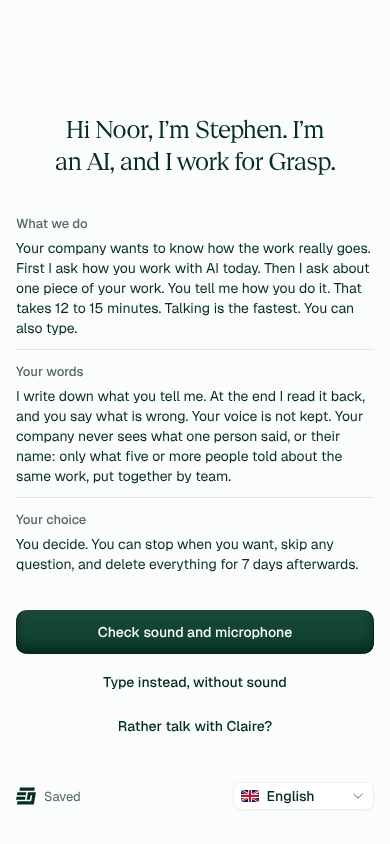 Hi Noor, I’m Stephen. I’m
an AI, and I work for Grasp.
What we do
Your company wants to know how the work really goes.
First I ask how you work with AI today. Then I ask about
one piece of your work. You tell me how you do it. That
takes 12 to 15 minutes. Talking is the fastest. You can
also type.
Your words
I write down what you tell me. At the end I read it back,
and you say what is wrong. Your voice is not kept. Your
company never sees what one person said, or their
name: only what five or more people told about the
same work, put together by team.
Your choice
You decide. You can stop when you want, skip any
question, and delete everything for 7 days afterwards.
Check sound and microphone
Type instead, without sound
Rather talk with Claire?
Saved
English